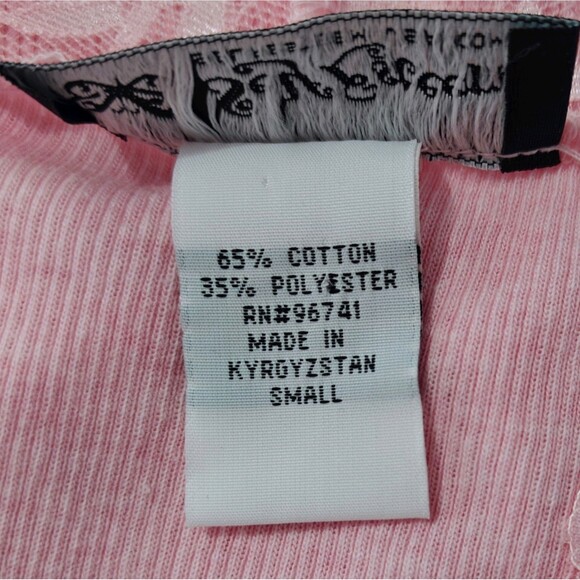 65% COTTON
35% POLYESTER
RN#96741
MADE IN
KYRGYZSTAN
SMALL